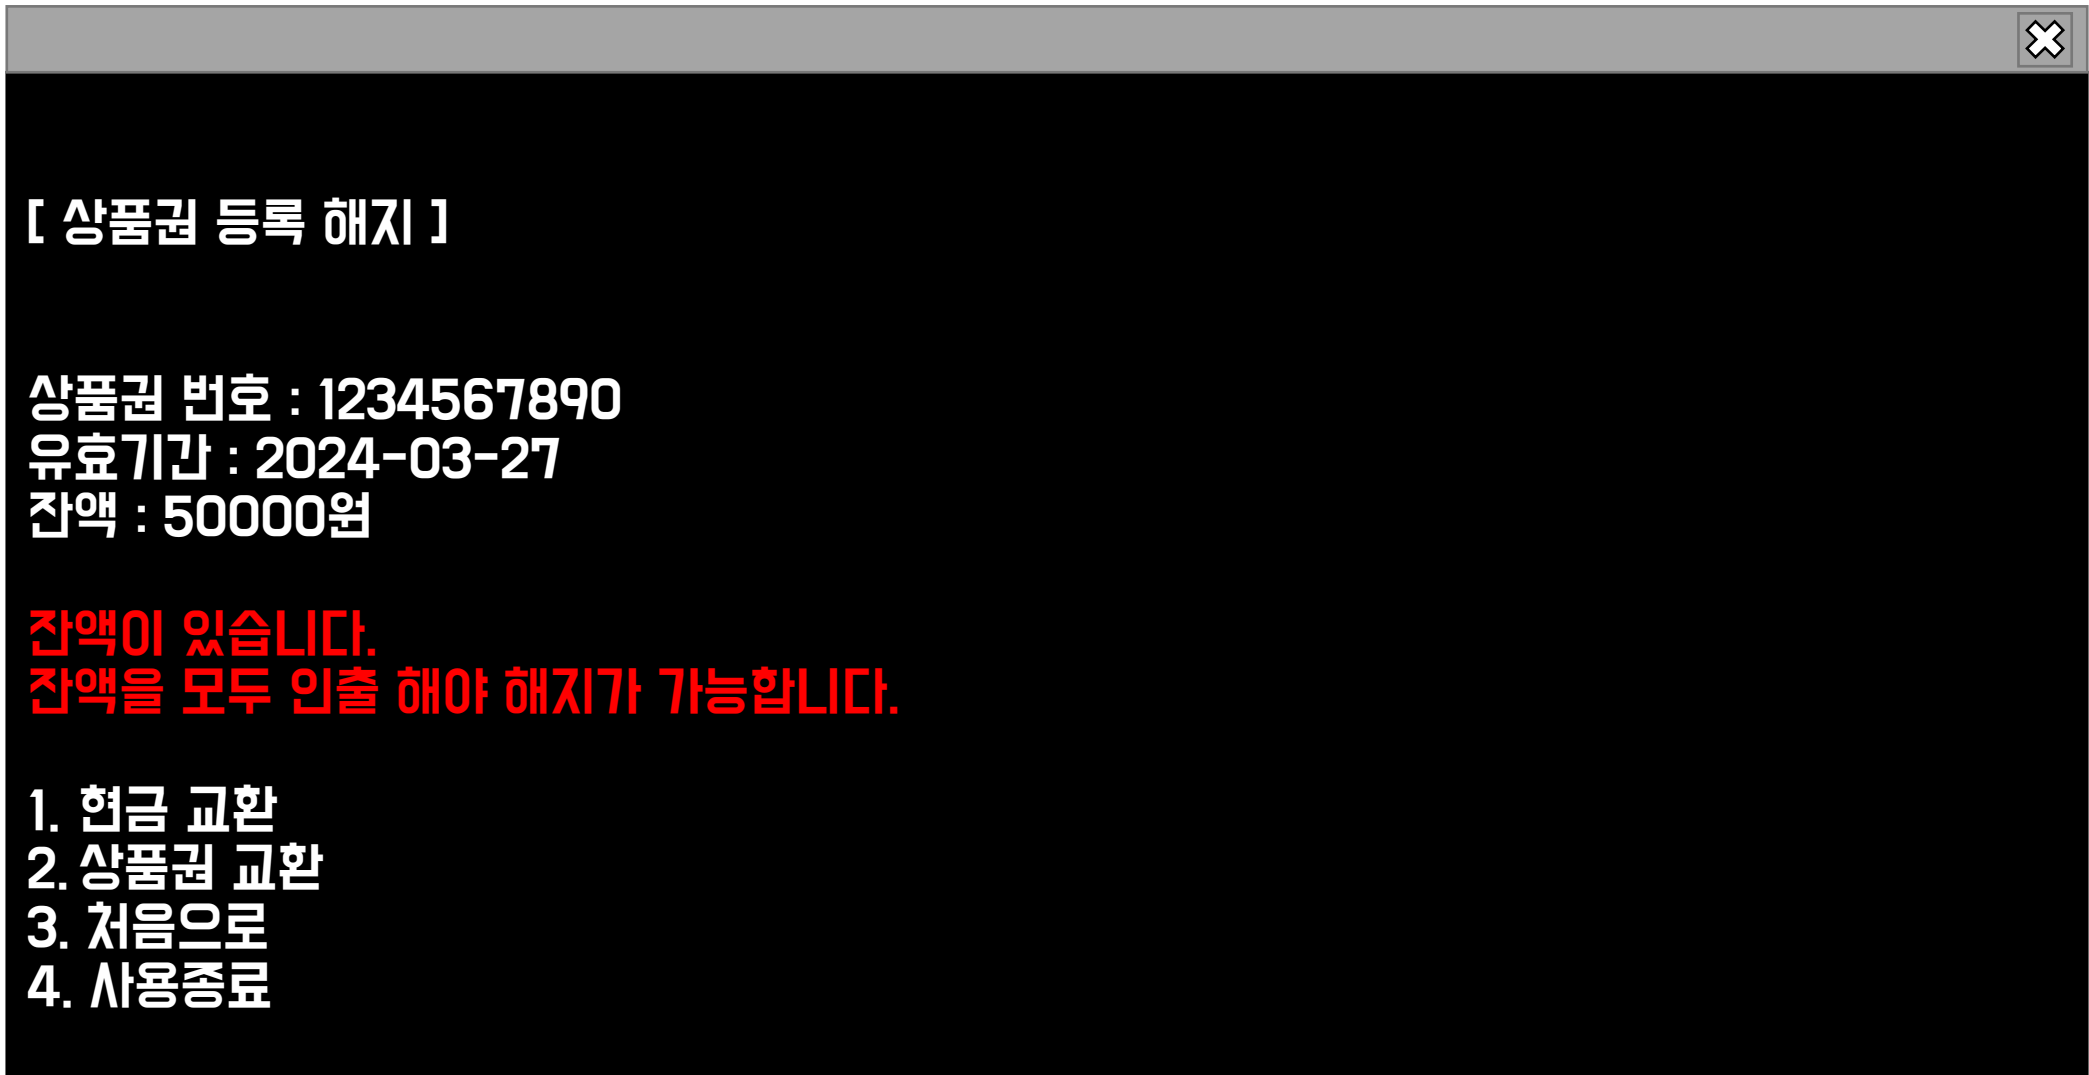 [ 상품권 등록 해지 ]
상품권 번호 : 1234567890
유효기간 : 2024-03-27
잔액 : 50000원
잔액이 있습니다.
잔액을 모두 인출 해야 해지가 가능합니다.
1. 현금 교환
2. 상품권 교환
3. 처음으로
4. 사용종료